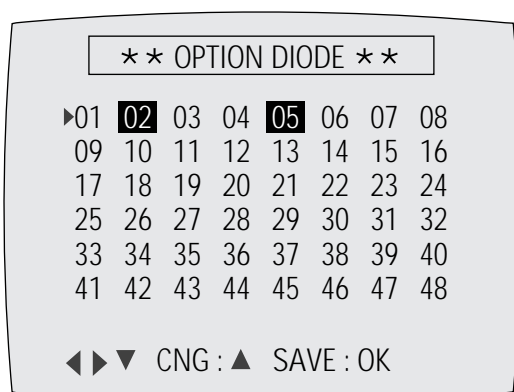 ★★ OPTION DIODE ★★
▶01 02 03 04 05 06 07 08
09 10 11 12 13 14 15 16
17 18 19 20 21 22 23 24
25 26 27 28 29 30 31 32
33 34 35 36 37 38 39 40
41 42 43 44 45 46 47 48
◀▶▼ CNG : ▲ SAVE : OK